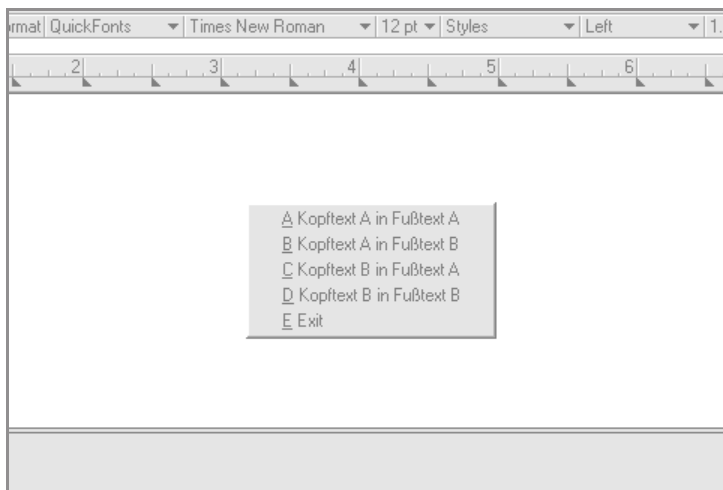 rmat QuickFonts Times New Roman 12 pt Styles Left 1.
2 3 4 5 6
A Kopftext A in Fußtext A
B Kopftext A in Fußtext B
C Kopftext B in Fußtext A
D Kopftext B in Fußtext B
E Exit